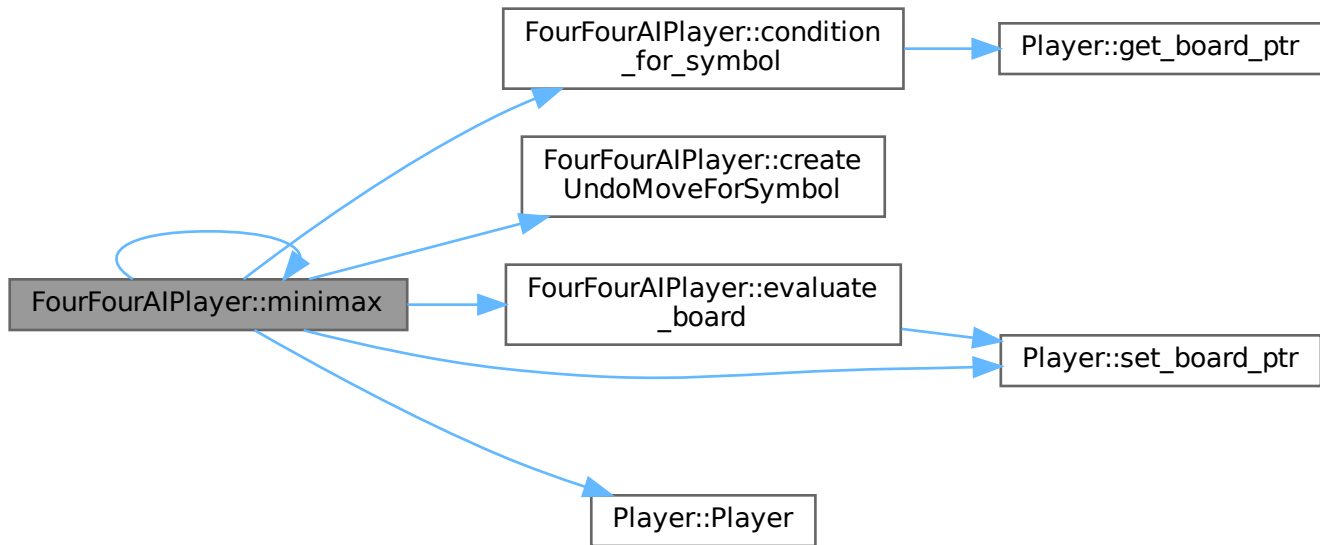 FourFourAIPlayer::condition
_for_symbol
Player::get_board_ptr
FourFourAIPlayer::create
UndoMoveForSymbol
FourFourAIPlayer::minimax
FourFourAIPlayer::evaluate
_board
Player::set_board_ptr
Player::Player